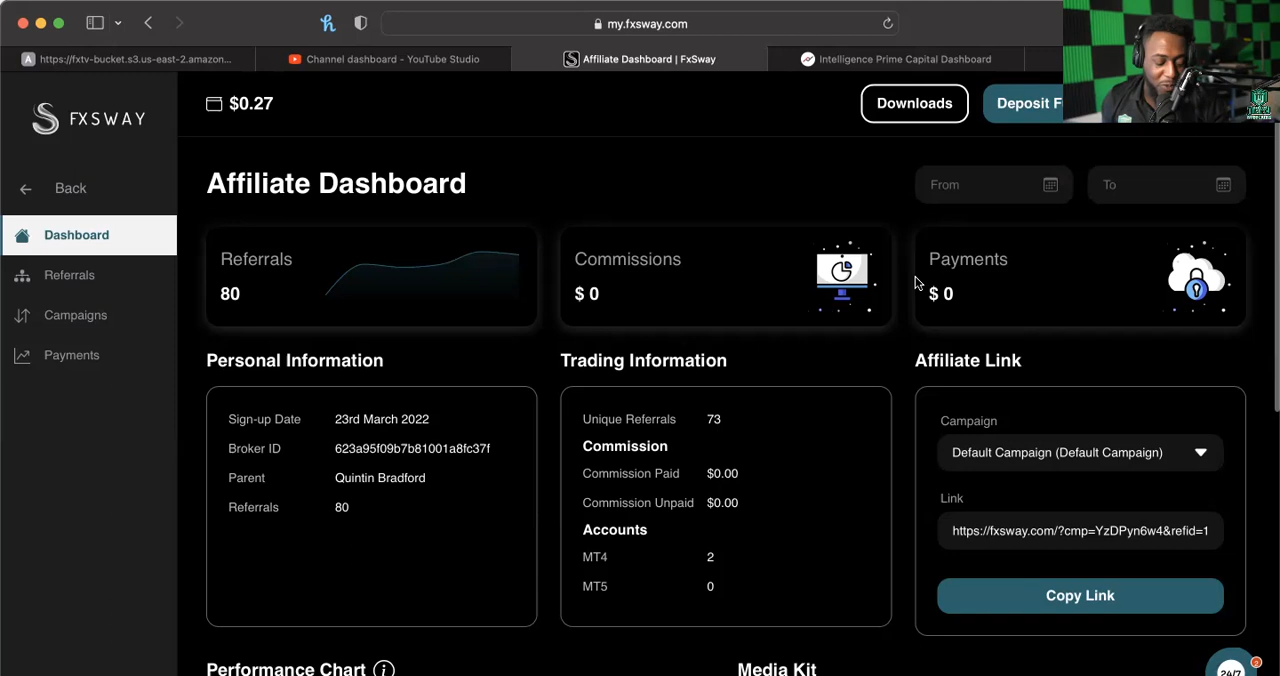 my.fxsway.com
https://fxtv-bucket.s3.us-east-2.amazon...
Channel dashboard - YouTube Studio
Affiliate Dashboard | FxSway
Intelligence Prime Capital Dashboard
FXSWAY
$0.27
Downloads
Deposit F
Back
Dashboard
Referrals
Campaigns
Payments
Affiliate Dashboard
From
To
Referrals
80
Commissions
$ 0
Payments
$ 0
Personal Information
Sign-up Date 23rd March 2022
Broker ID 623a95f09b7b81001a8fc37f
Parent Quintin Bradford
Referrals 80
Trading Information
Unique Referrals 73
Commission
Commission Paid $0.00
Commission Unpaid $0.00
Accounts
MT4 2
MT5 0
Affiliate Link
Campaign
Default Campaign (Default Campaign)
Link
https://fxsway.com/?cmp=YzDPyn6w4&refid=1
Copy Link
Performance Chart
Media Kit
24/7
2